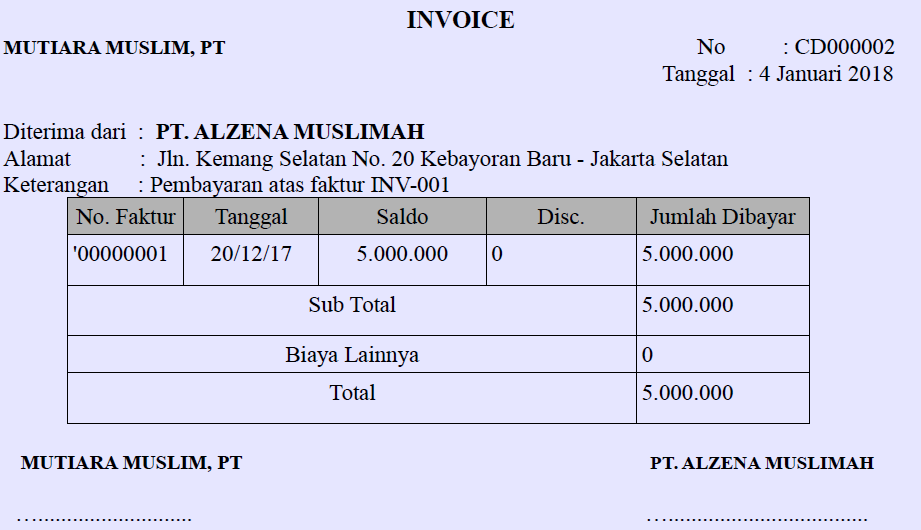 INVOICE
MUTIARA MUSLIM, PT
No : CD000002
Tanggal : 4 Januari 2018
Diterima dari : PT. ALZENA MUSLIMAH
Alamat : Jln. Kemang Selatan No. 20 Kebayoran Baru - Jakarta Selatan
Keterangan : Pembayaran atas faktur INV-001
No. Faktur Tanggal Saldo Disc. Jumlah Dibayar
'00000001 20/12/17 5.000.000 0 5.000.000
Sub Total 5.000.000
Biaya Lainnya 0
Total 5.000.000
MUTIARA MUSLIM, PT PT. ALZENA MUSLIMAH
….............................. ….....................................